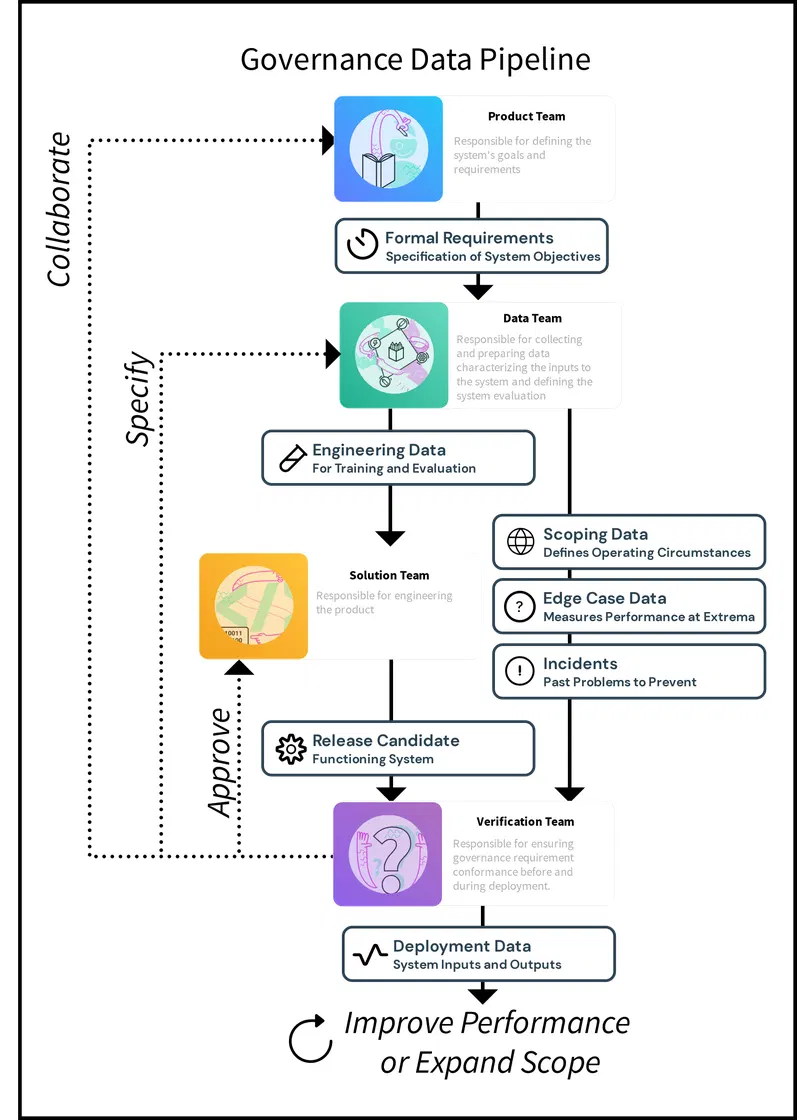 Governance Data Pipeline
Product Team
Responsible for defining the
system's goals and
requirements
Collaborate
Formal Requirements
Specification of System Objectives
Data Team
Responsible for collecting
and preparing data
characterizing the inputs to
the system and defining the
system evaluation
Specify
Engineering Data
For Training and Evaluation
Scoping Data
Defines Operating Circumstances
Solution Team
Responsible for engineering
the product
</>
10011
00
Edge Case Data
?
Measures Performance at Extrema
Incidents
!
Past Problems to Prevent
Approve
Release Candidate
Functioning System
Verification Team
Responsible for ensuring
governance requirement
conformance before and
during deployment.
?
Deployment Data
System Inputs and Outputs
Improve Performance
or Expand Scope